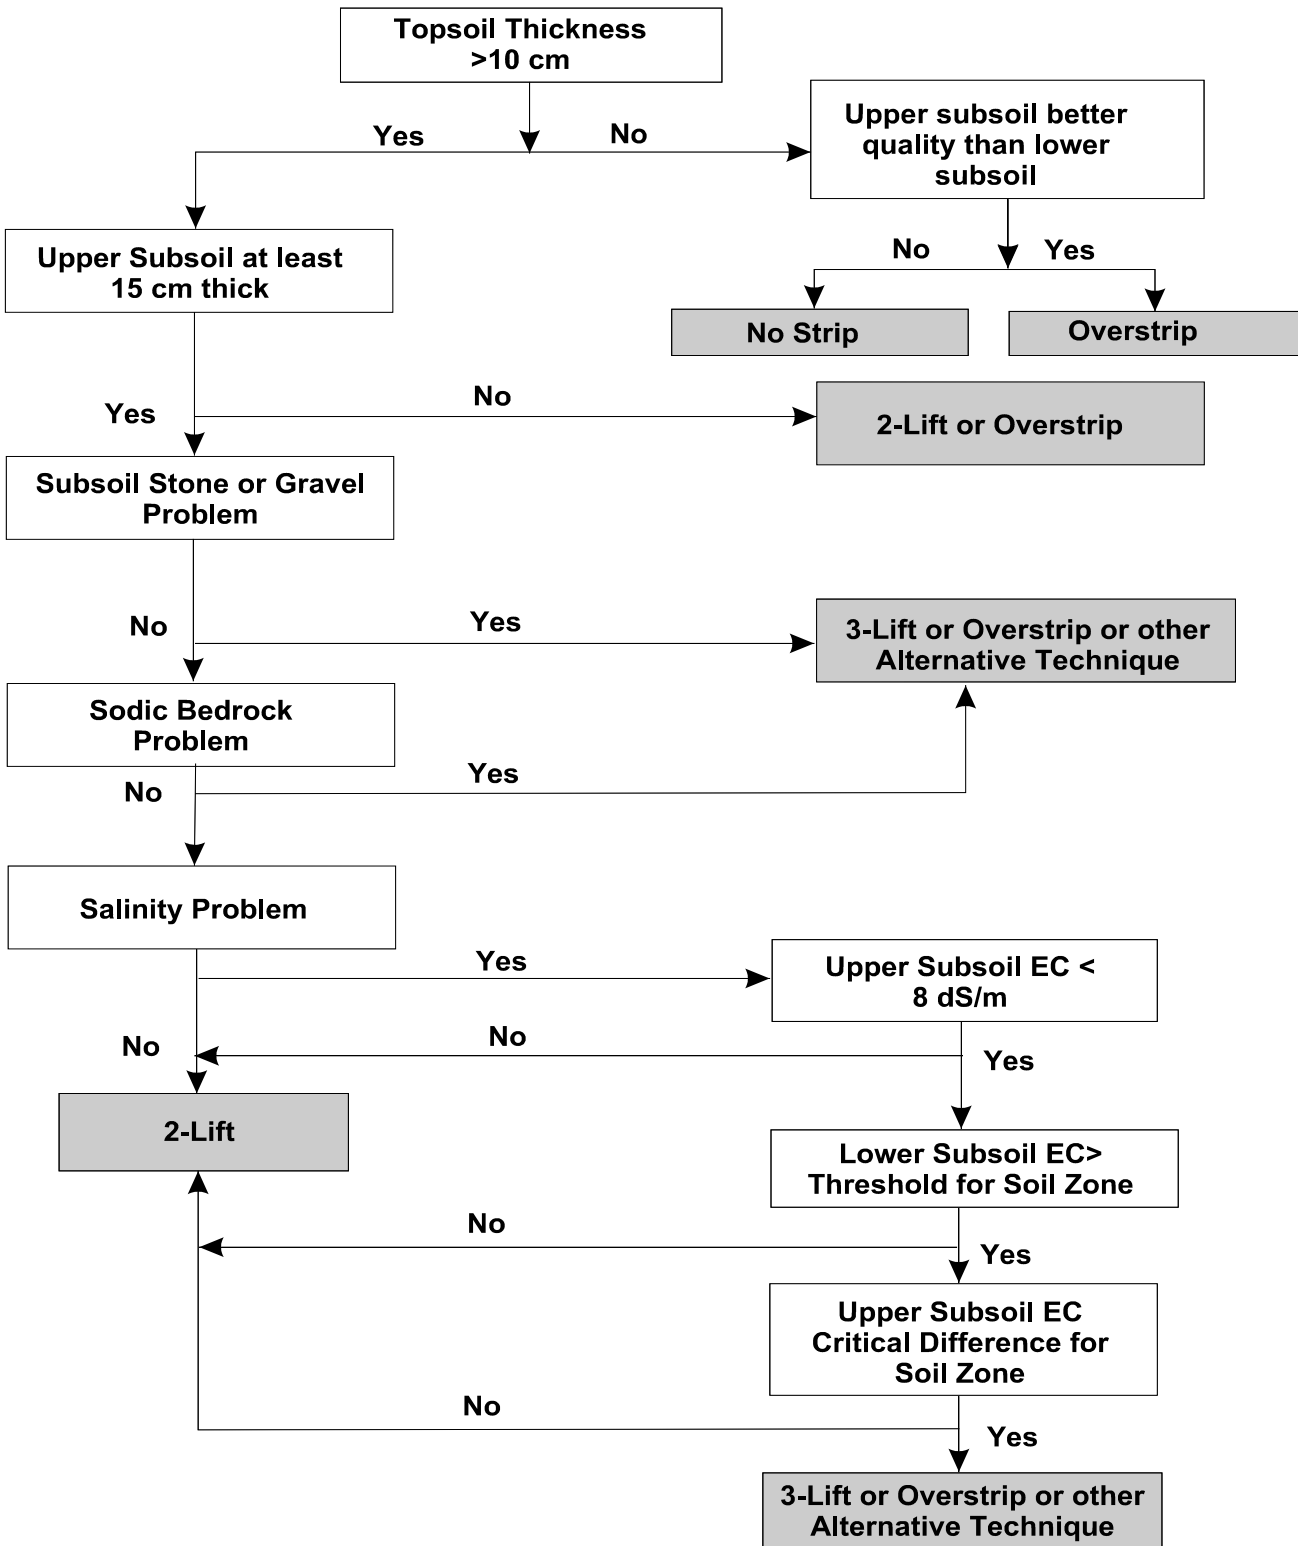 Topsoil Thickness
>10 cm
Yes
No
Upper subsoil better
quality than lower
subsoil
Upper Subsoil at least
15 cm thick
No
Yes
No Strip
Overstrip
Yes
No
2-Lift or Overstrip
Subsoil Stone or Gravel
Problem
No
Yes
3-Lift or Overstrip or other
Alternative Technique
Sodic Bedrock
Problem
No
Yes
Salinity Problem
Yes
Upper Subsoil EC <
8 dS/m
No
No
Yes
2-Lift
Lower Subsoil EC>
Threshold for Soil Zone
No
Yes
Upper Subsoil EC
Critical Difference for
Soil Zone
No
Yes
3-Lift or Overstrip or other
Alternative Technique